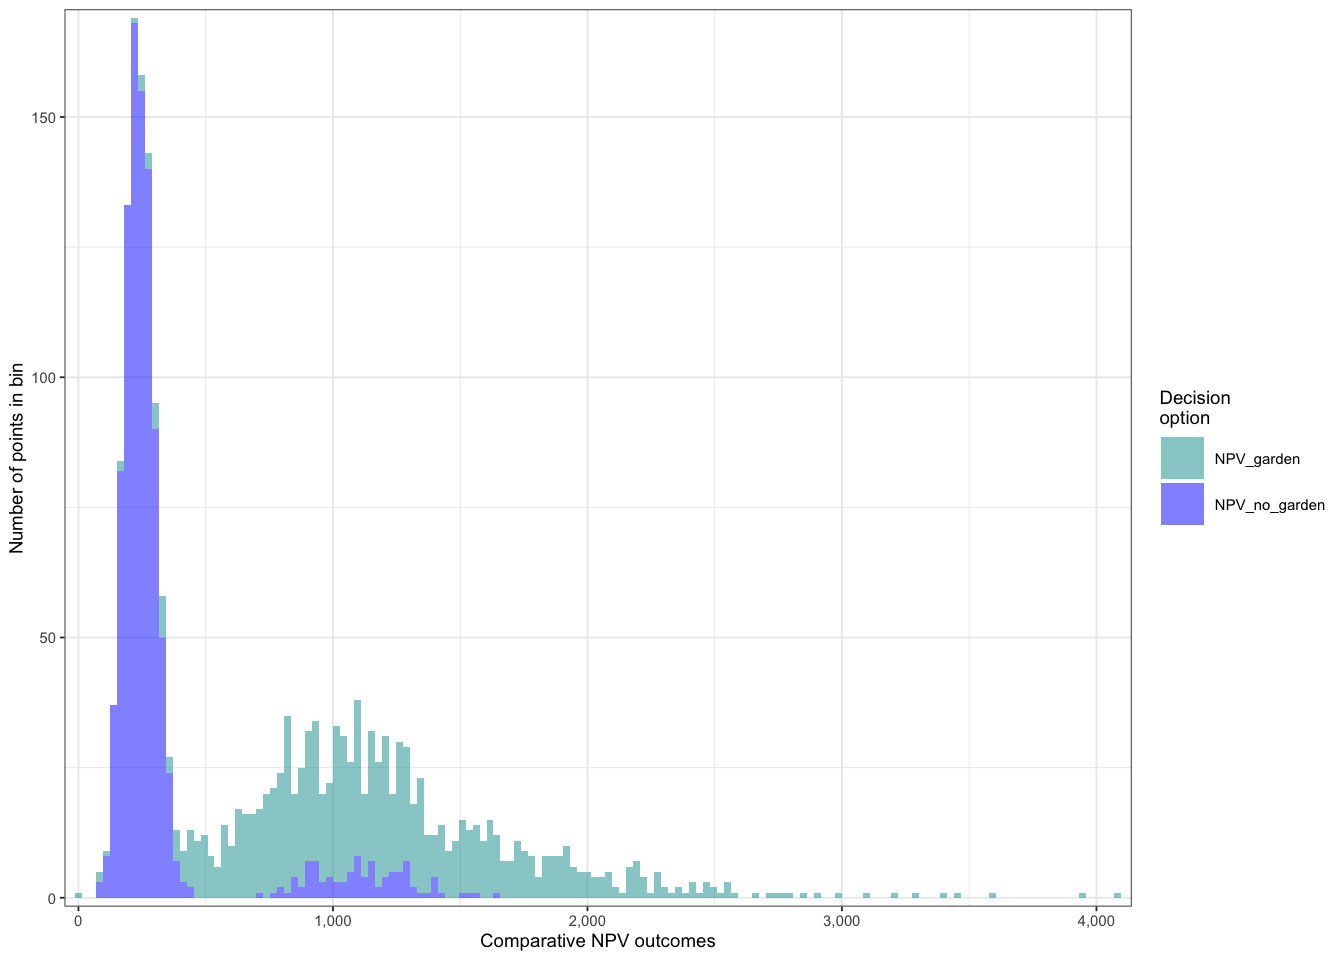 150
100
50
0
Number of points in bin
0 1,000 2,000 3,000 4,000
Comparative NPV outcomes
Decision
option
NPV_garden
NPV_no_garden